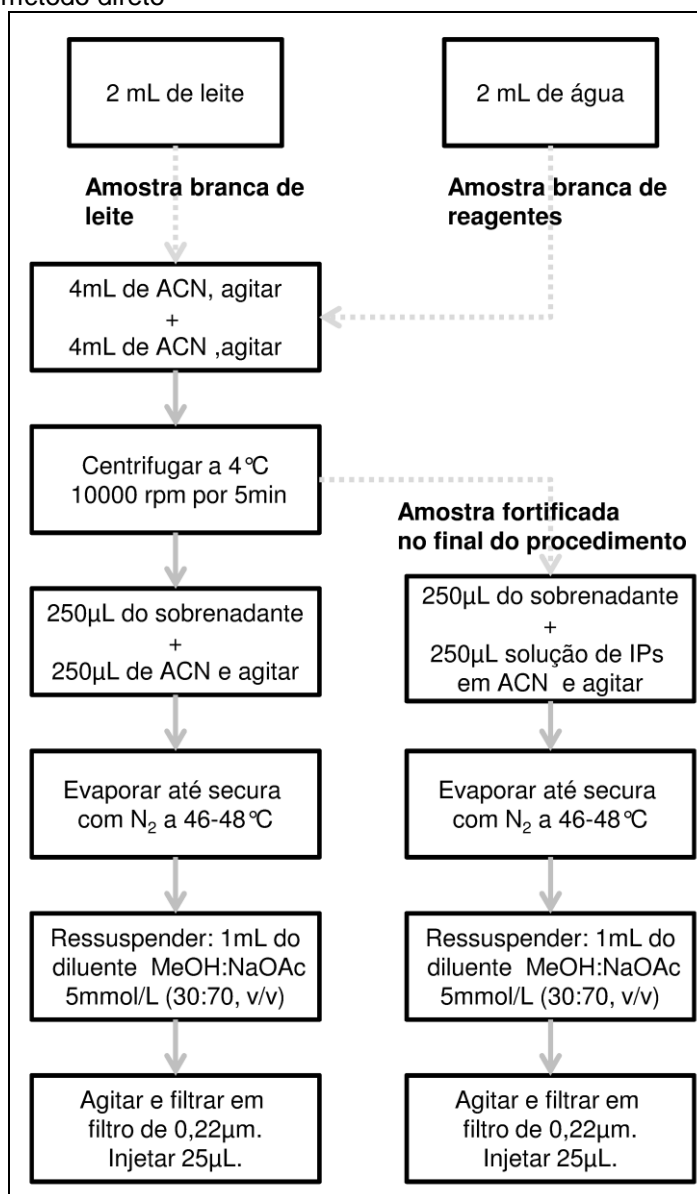 método direto
2 mL de leite
2 mL de água
Amostra branca de
leite
Amostra branca de
reagentes
4mL de ACN, agitar
+
4mL de ACN ,agitar
Centrifugar a 4°C
10000 rpm por 5min
Amostra fortificada
no final do procedimento
250µL do sobrenadante
+
250µL de ACN e agitar
250µL do sobrenadante
+
250µL solução de IPs
em ACN e agitar
Evaporar até secura
com N₂ a 46-48°C
Evaporar até secura
com N₂ a 46-48°C
Ressuspender: 1mL do
diluente MeOH:NaOAc
5mmol/L (30:70, v/v)
Ressuspender: 1mL do
diluente MeOH:NaOAc
5mmol/L (30:70, v/v)
Agitar e filtrar em
filtro de 0,22µm.
Injetar 25µL.
Agitar e filtrar em
filtro de 0,22µm.
Injetar 25µL.